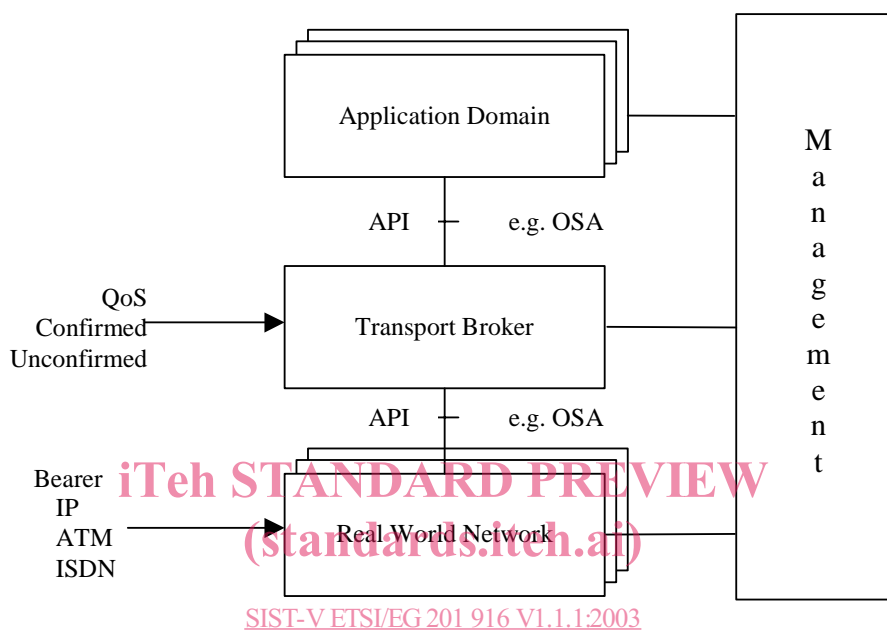 Application Domain
API
e.g. OSA
QoS
Confirmed
Unconfirmed
Transport Broker
API
e.g. OSA
Bearer
IP
ATM
ISDN
Real World Network
Management
iTeh STANDARD PREVIEW
(standards.iteh.ai)
SIST-V ETSI/EG 201 916 V1.1.1:2003